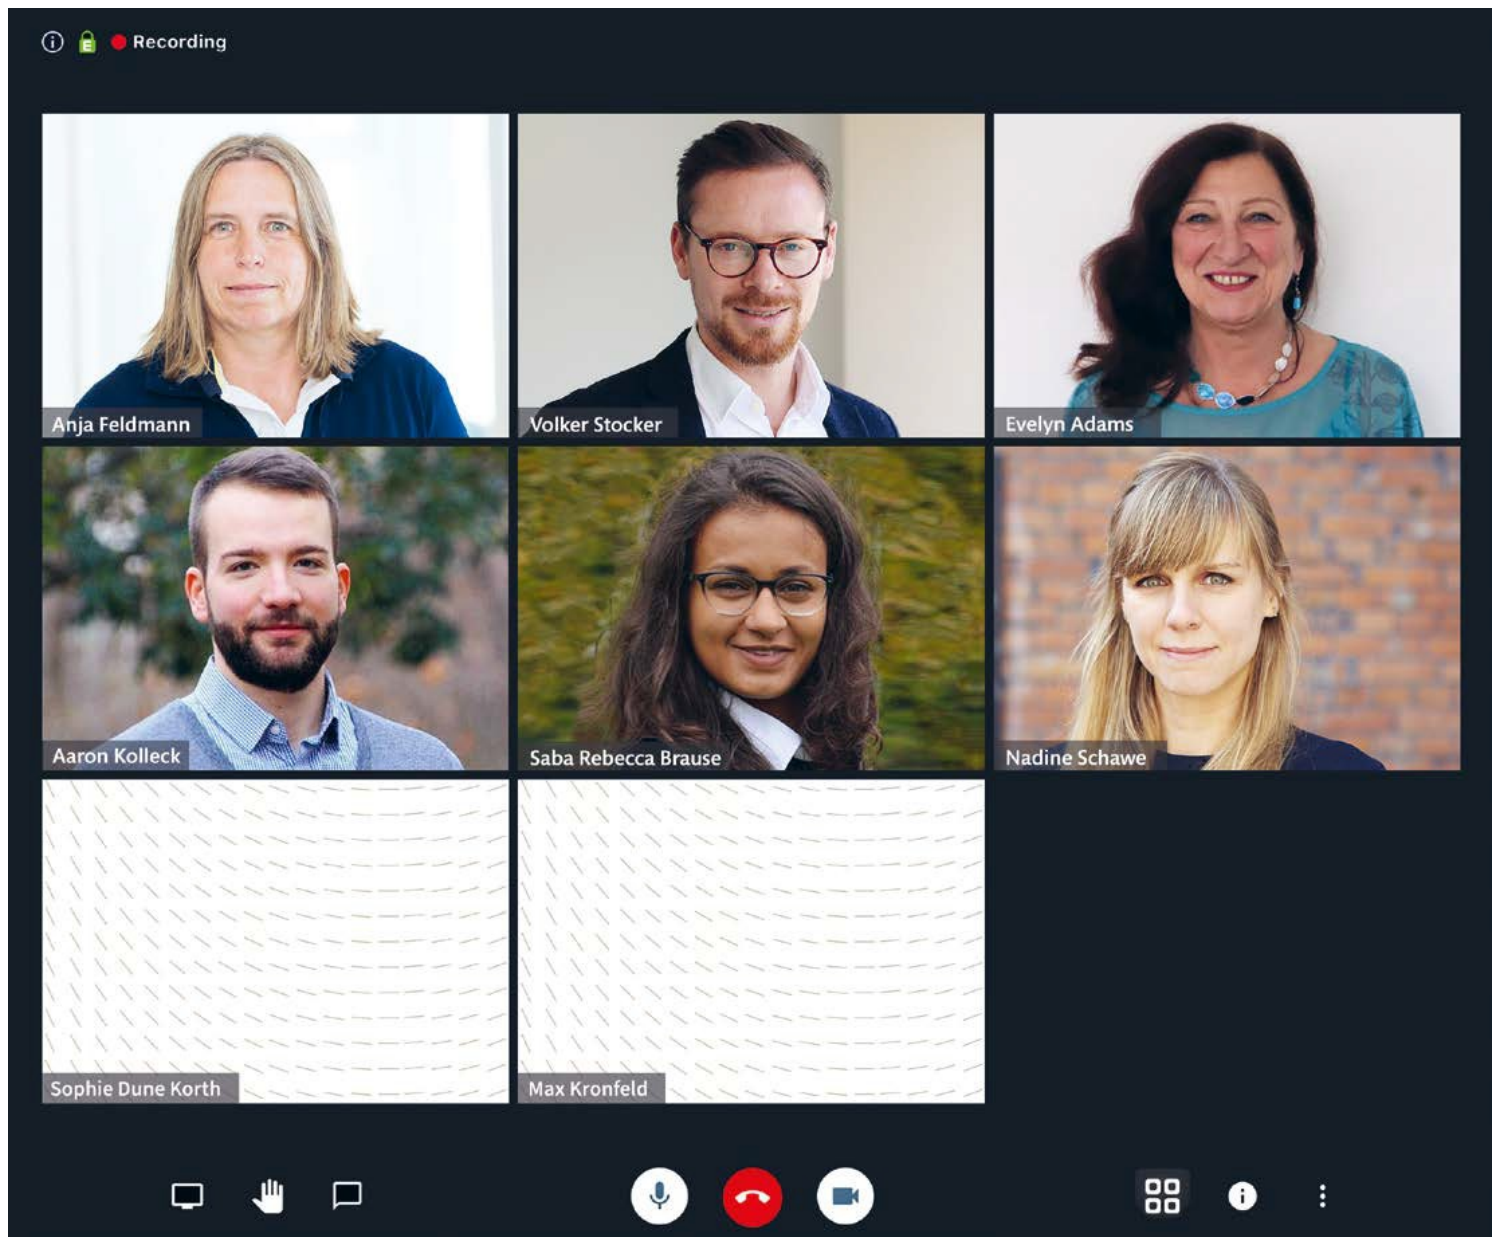 Recording
Anja Feldmann
Volker Stocker
Evelyn Adams
Aaron Kolleck
Saba Rebecca Brause
Nadine Schawe
Sophie Dune Korth
Max Kronfeld